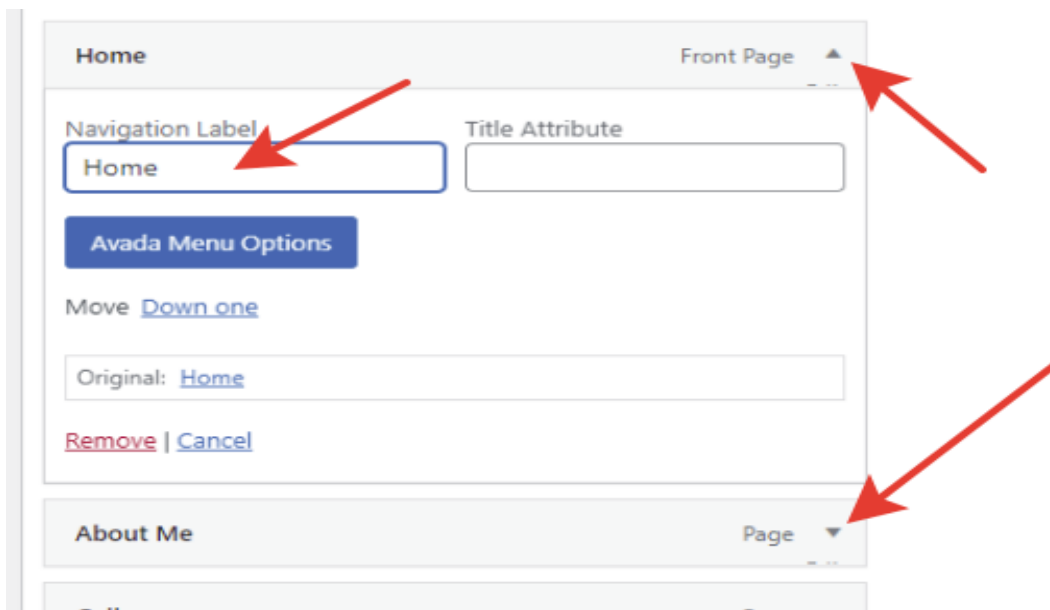 Home Front Page
Navigation Label Title Attribute
Home
Avada Menu Options
Move Down one
Original: Home
Remove | Cancel
About Me Page